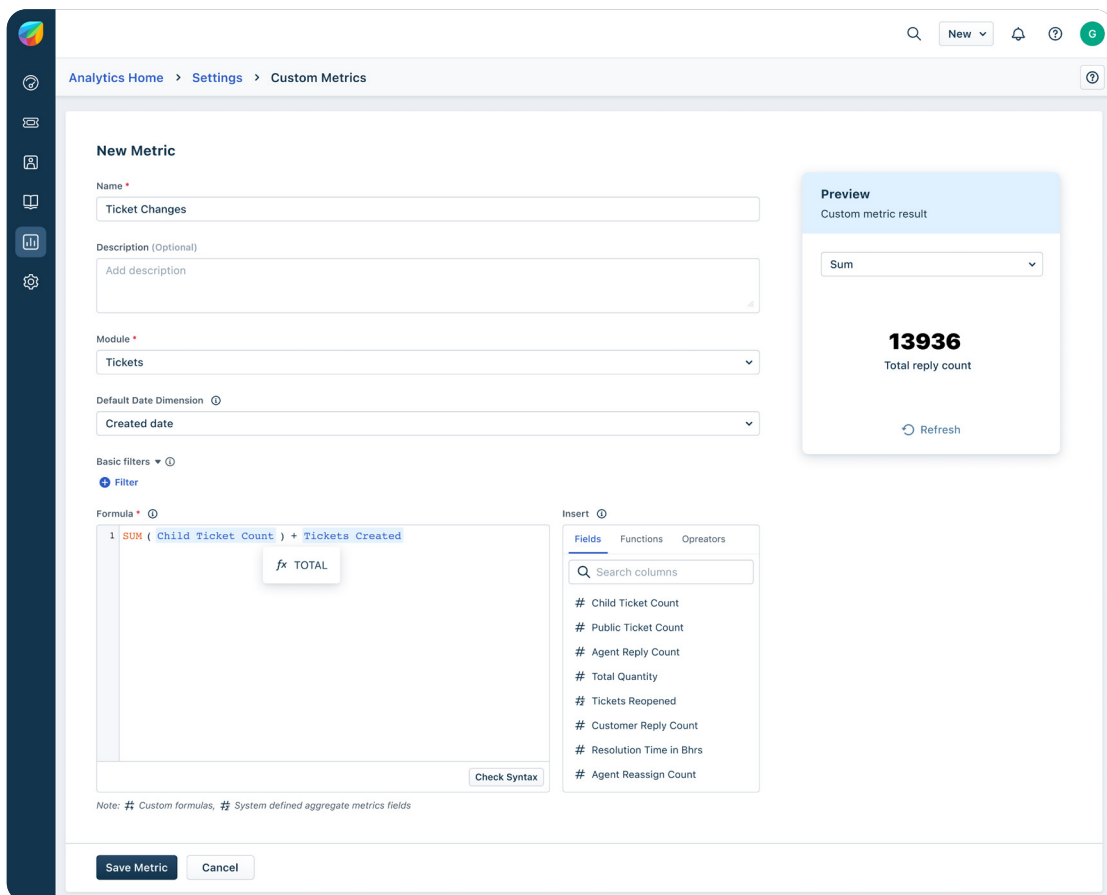 New
G
Analytics Home > Settings > Custom Metrics
New Metric
Name *
Ticket Changes
Description (Optional)
Add description
Module *
Tickets
Default Date Dimension
Created date
Basic filters
Filter
Formula *
1 SUM ( Child Ticket Count ) + Tickets Created
fx TOTAL
Check Syntax
Insert
Fields Functions Opreators
Search columns
# Child Ticket Count
# Public Ticket Count
# Agent Reply Count
# Total Quantity
# Tickets Reopened
# Customer Reply Count
# Resolution Time in Bhrs
# Agent Reassign Count
Note: # Custom formulas, # System defined aggregate metrics fields
Save Metric Cancel
Preview
Custom metric result
Sum
13936
Total reply count
Refresh